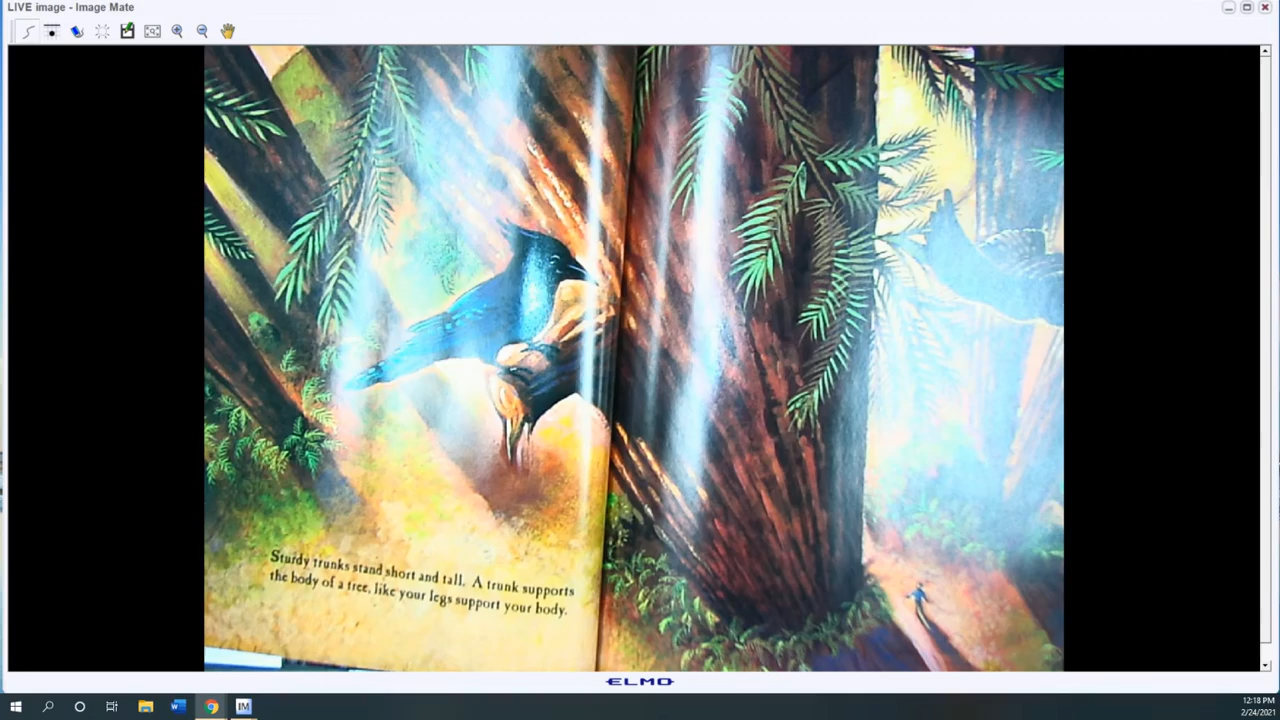 LIVE image - Image Mate
Sturdy trunks stand short and tall. A trunk supports
the body of a tree, like your legs support your body.
ELMO
IM
12:18 PM
2/24/2021